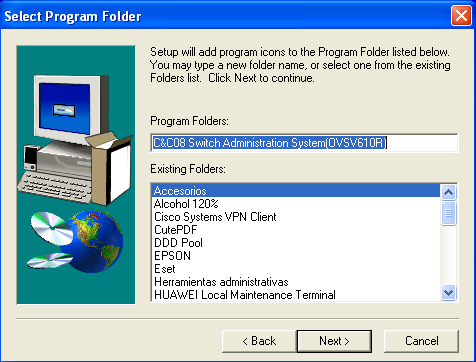 Select Program Folder
Setup will add program icons to the Program Folder listed below.
You may type a new folder name, or select one from the existing
Folders list. Click Next to continue.
Program Folders:
C&C08 Switch Administration System(OVSV610R)
Existing Folders:
Accesorios
Alcohol 120%
Cisco Systems VPN Client
CutePDF
DDD Pool
EPSON
Eset
Herramientas administrativas
HUAWEI Local Maintenance Terminal
< Back
Next >
Cancel